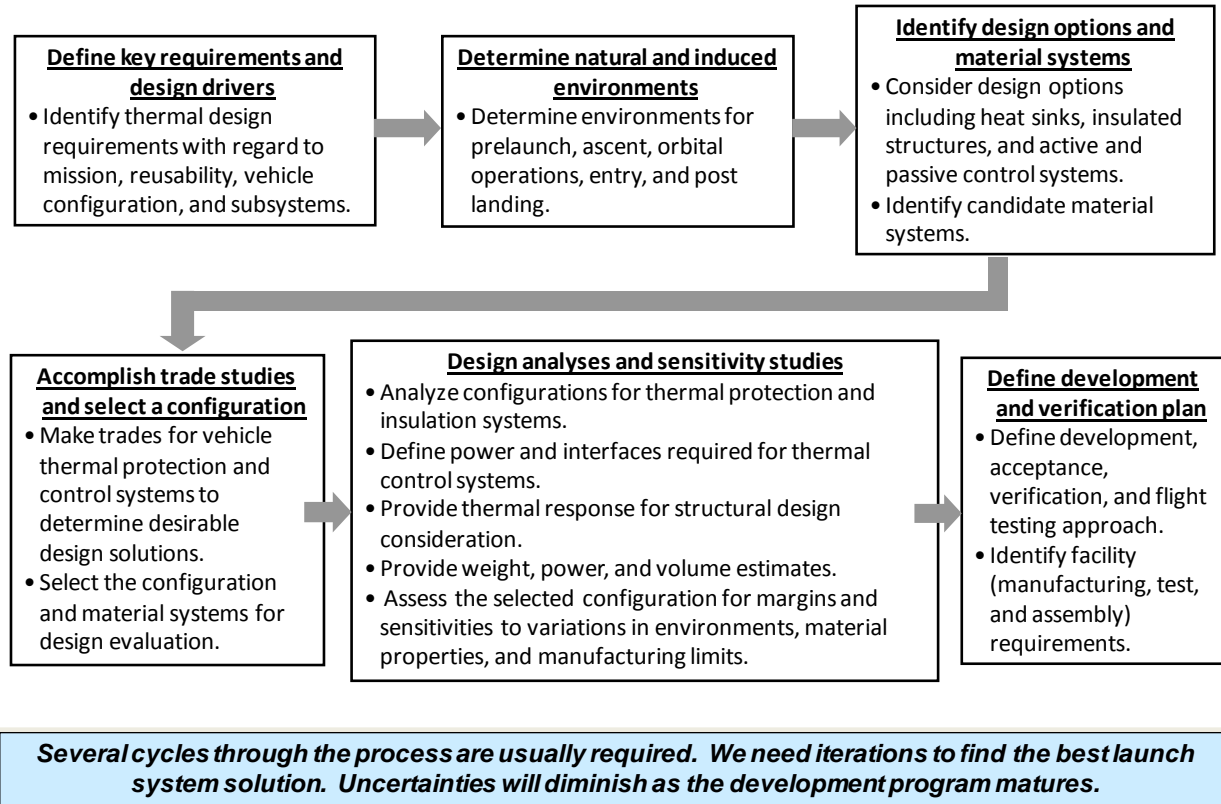 Define key requirements and
design drivers
• Identify thermal design
requirements with regard to
mission, reusability, vehicle
configuration, and subsystems.
Determine natural and induced
environments
• Determine environments for
prelaunch, ascent, orbital
operations, entry, and post
landing.
Identify design options and
material systems
• Consider design options
including heat sinks, insulated
structures, and active and
passive control systems.
• Identify candidate material
systems.
Accomplish trade studies
and select a configuration
• Make trades for vehicle
thermal protection and
control systems to
determine desirable
design solutions.
• Select the configuration
and material systems for
design evaluation.
Design analyses and sensitivity studies
• Analyze configurations for thermal protection and
insulation systems.
• Define power and interfaces required for thermal
control systems.
• Provide thermal response for structural design
consideration.
• Provide weight, power, and volume estimates.
• Assess the selected configuration for margins and
sensitivities to variations in environments, material
properties, and manufacturing limits.
Define development
and verification plan
• Define development,
acceptance,
verification, and flight
testing approach.
• Identify facility
(manufacturing, test,
and assembly)
requirements.
Several cycles through the process are usually required. We need iterations to find the best launch
system solution. Uncertainties will diminish as the development program matures.